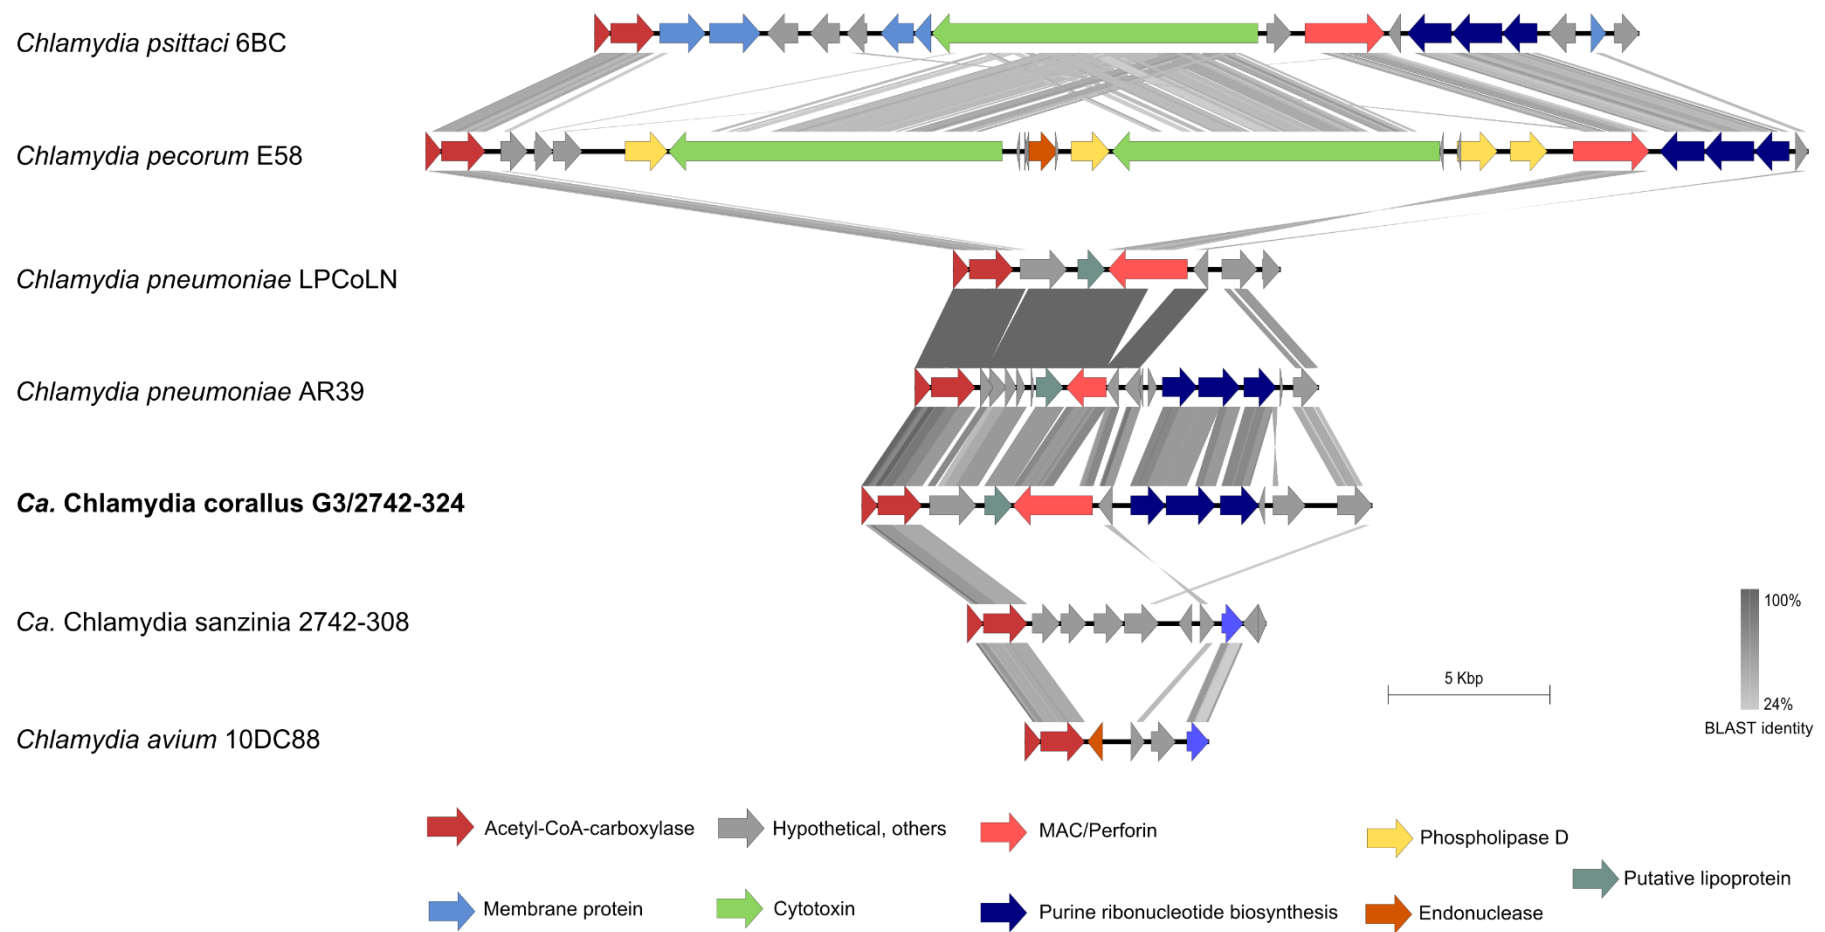 Chlamydia psittaci 6BC
Chlamydia pecorum E58
Chlamydia pneumoniae LPCoLN
Chlamydia pneumoniae AR39
Ca. Chlamydia corallus G3/2742-324
Ca. Chlamydia sanzinia 2742-308
100%
5 Kbp
24%
BLAST identity
Chlamydia avium 10DC88
Acetyl-CoA-carboxylase
Hypothetical, others
MAC/Perforin
Phospholipase D
Putative lipoprotein
Membrane protein
Cytotoxin
Purine ribonucleotide biosynthesis
Endonuclease